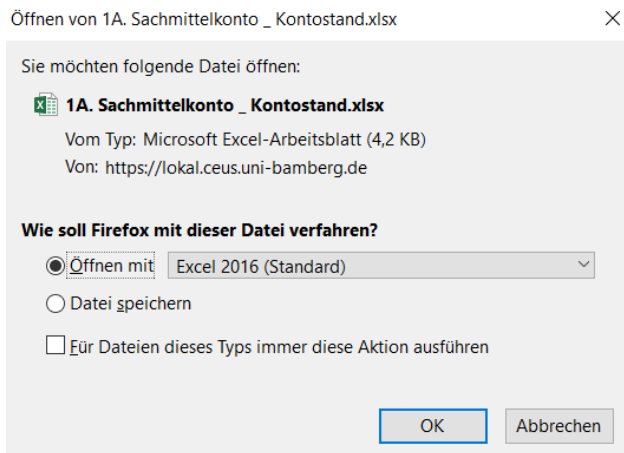 Öffnen von 1A. Sachmittelkonto _ Kontostand.xlsx
Sie möchten folgende Datei öffnen:
1A. Sachmittelkonto _ Kontostand.xlsx
Vom Typ: Microsoft Excel-Arbeitsblatt (4,2 KB)
Von: https://lokal.ceus.uni-bamberg.de
Wie soll Firefox mit dieser Datei verfahren?
Öffnen mit Excel 2016 (Standard)
Datei speichern
Für Dateien dieses Typs immer diese Aktion ausführen
OK Abbrechen